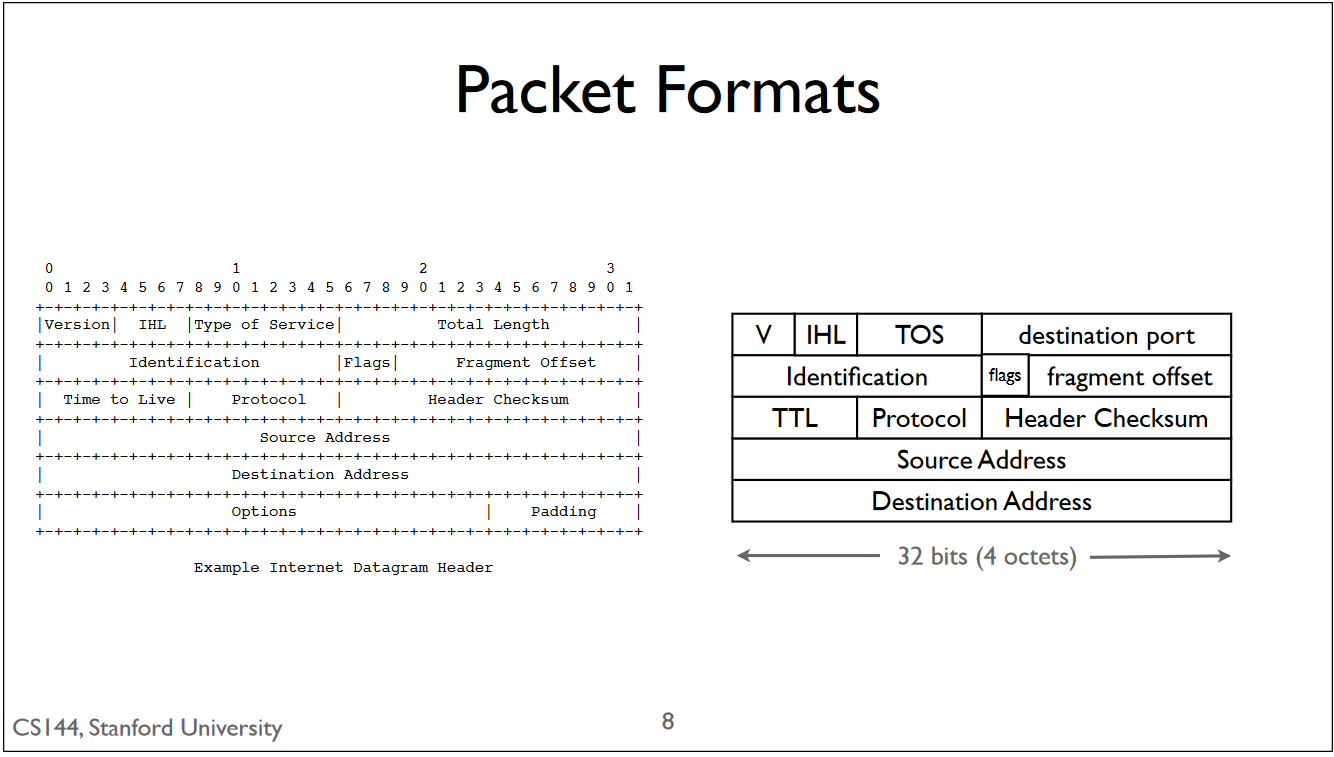 Packet Formats
0                   1                   2                   3
0 1 2 3 4 5 6 7 8 9 0 1 2 3 4 5 6 7 8 9 0 1 2 3 4 5 6 7 8 9 0 1
+-+-+-+-+-+-+-+-+-+-+-+-+-+-+-+-+-+-+-+-+-+-+-+-+-+-+-+-+-+-+-+-+
|Version|  IHL  |Type of Service|          Total Length         |
+-+-+-+-+-+-+-+-+-+-+-+-+-+-+-+-+-+-+-+-+-+-+-+-+-+-+-+-+-+-+-+-+
|         Identification        |Flags|      Fragment Offset    |
+-+-+-+-+-+-+-+-+-+-+-+-+-+-+-+-+-+-+-+-+-+-+-+-+-+-+-+-+-+-+-+-+
|  Time to Live |    Protocol   |         Header Checksum       |
+-+-+-+-+-+-+-+-+-+-+-+-+-+-+-+-+-+-+-+-+-+-+-+-+-+-+-+-+-+-+-+-+
|                       Source Address                          |
+-+-+-+-+-+-+-+-+-+-+-+-+-+-+-+-+-+-+-+-+-+-+-+-+-+-+-+-+-+-+-+-+
|                    Destination Address                        |
+-+-+-+-+-+-+-+-+-+-+-+-+-+-+-+-+-+-+-+-+-+-+-+-+-+-+-+-+-+-+-+-+
|                    Options                    |    Padding    |
+-+-+-+-+-+-+-+-+-+-+-+-+-+-+-+-+-+-+-+-+-+-+-+-+-+-+-+-+-+-+-+-+
Example Internet Datagram Header
V IHL TOS destination port
Identification flags fragment offset
TTL Protocol Header Checksum
Source Address
Destination Address
32 bits (4 octets)
CS144, Stanford University
8